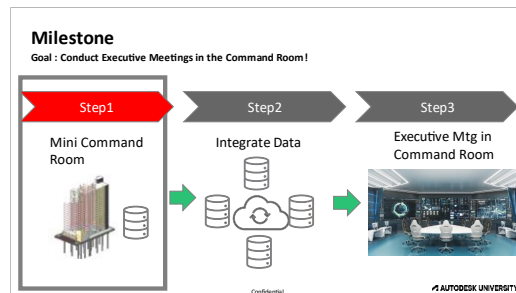 Milestone
Goal : Conduct Executive Meetings in the Command Room!
Step1
Step2
Step3
Mini Command
Room
Integrate Data
Executive Mtg in
Command Room
Confidential
AUTODESK UNIVERSITY